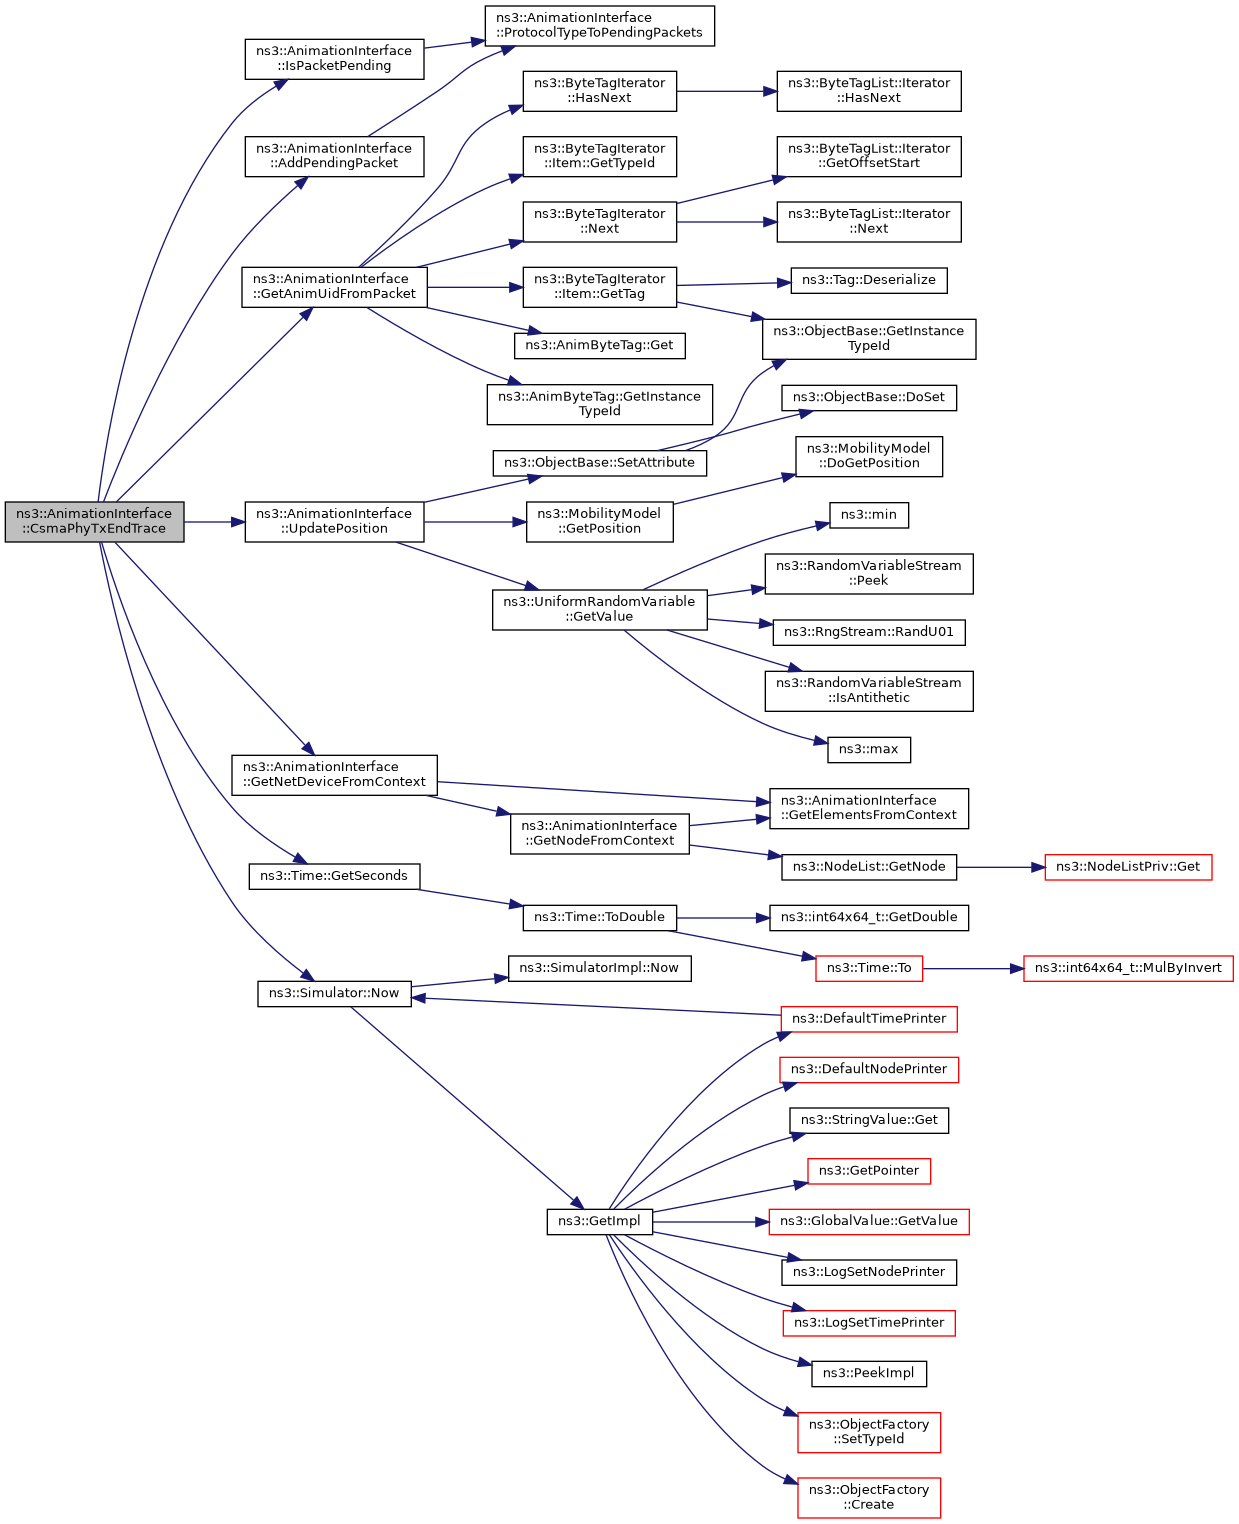 ns3::AnimationInterface
::CsmaPhyTxEndTrace
ns3::AnimationInterface
::IsPacketPending
ns3::AnimationInterface
::AddPendingPacket
ns3::AnimationInterface
::GetAnimUidFromPacket
ns3::AnimationInterface
::UpdatePosition
ns3::AnimationInterface
::GetNetDeviceFromContext
ns3::Time::GetSeconds
ns3::Simulator::Now
ns3::AnimationInterface
::ProtocolTypeToPendingPackets
ns3::ByteTagIterator
::HasNext
ns3::ByteTagIterator
::Item::GetTypeId
ns3::ByteTagIterator
::Next
ns3::ByteTagIterator
::Item::GetTag
ns3::AnimByteTag::Get
ns3::AnimByteTag::GetInstance
TypeId
ns3::ObjectBase::SetAttribute
ns3::MobilityModel
::GetPosition
ns3::UniformRandomVariable
::GetValue
ns3::AnimationInterface
::GetNodeFromContext
ns3::Time::ToDouble
ns3::SimulatorImpl::Now
ns3::GetImpl
ns3::ByteTagList::Iterator
::HasNext
ns3::ByteTagList::Iterator
::GetOffsetStart
ns3::ByteTagList::Iterator
::Next
ns3::Tag::Deserialize
ns3::ObjectBase::GetInstance
TypeId
ns3::ObjectBase::DoSet
ns3::MobilityModel
::DoGetPosition
ns3::min
ns3::RandomVariableStream
::Peek
ns3::RngStream::RandU01
ns3::RandomVariableStream
::IsAntithetic
ns3::max
ns3::AnimationInterface
::GetElementsFromContext
ns3::NodeList::GetNode
ns3::int64x64_t::GetDouble
ns3::Time::To
ns3::DefaultTimePrinter
ns3::DefaultNodePrinter
ns3::StringValue::Get
ns3::GetPointer
ns3::GlobalValue::GetValue
ns3::LogSetNodePrinter
ns3::LogSetTimePrinter
ns3::PeekImpl
ns3::ObjectFactory
::SetTypeId
ns3::ObjectFactory
::Create
ns3::NodeListPriv::Get
ns3::int64x64_t::MulByInvert